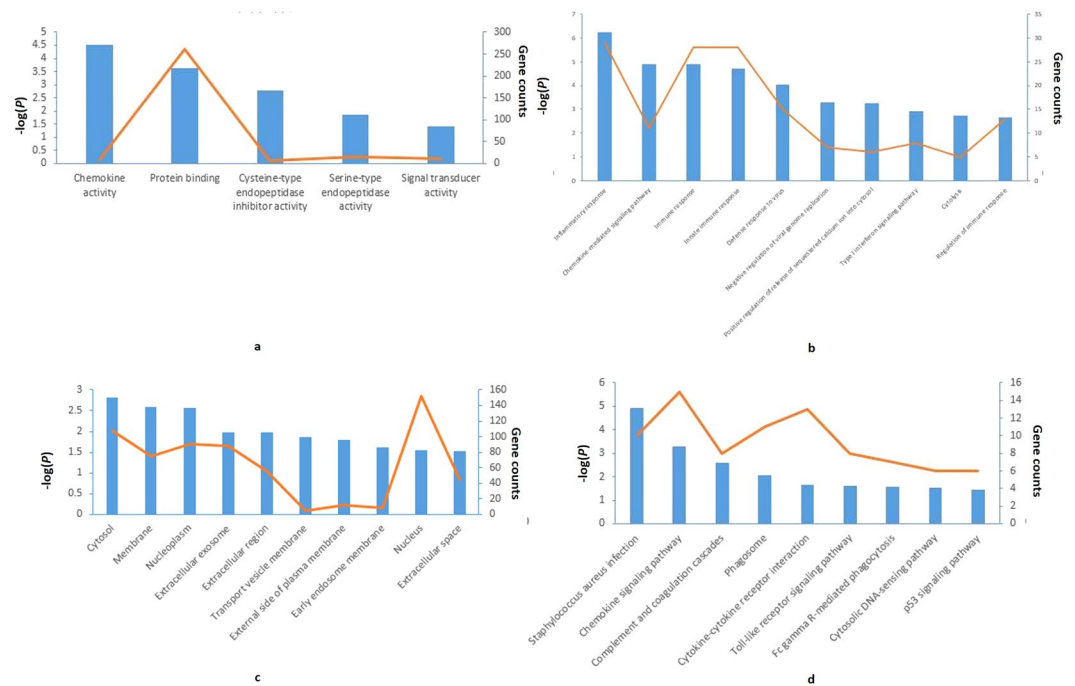 5
4.5
4
3.5
3
2.5
2
1.5
1
0.5
0
-log(P)
300
250
200
150
100
50
0
Gene counts
Chemokine activity
Protein binding
Cysteine-type endopeptidase inhibitor activity
Serine-type endopeptidase activity
Signal transducer activity
a
7
6
5
4
3
2
1
0
-log(P)
35
30
25
20
15
10
5
0
Gene counts
Inflammatory response
Chemokine-mediated signaling pathway
Immune response
Innate immune response
Defense response to virus
Negative regulation of viral genome replication
Positive regulation of release of sequestered calcium ion into cytosol
Type I interferon signaling pathway
Cytolysis
Regulation of immune response
b
3
2.5
2
1.5
1
0.5
0
-log(P)
160
140
120
100
80
60
40
20
0
Gene counts
Cytosol
Membrane
Nucleoplasm
Extracellular exosome
Extracellular region
Transport vesicle membrane
External side of plasma membrane
Early endosome membrane
Nucleus
Extracellular space
c
6
5
4
3
2
1
0
-log(P)
16
14
12
10
8
6
4
2
0
Gene counts
Staphylococcus aureus infection
Chemokine signaling pathway
Complement and coagulation cascades
Phagosome
Cytokine-cytokine receptor interaction
Toll-like receptor signaling pathway
Fc gamma R-mediated phagocytosis
Cytosolic DNA-sensing pathway
p53 signaling pathway
d